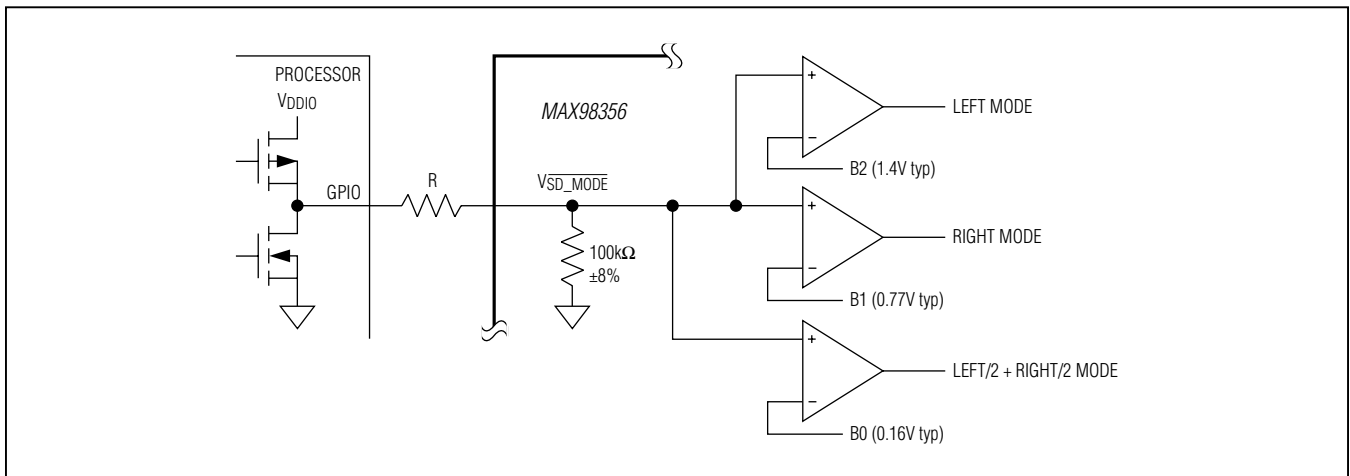 PROCESSOR
VDDIO
GPIO
R
MAX98356
VSD_MODE
100kΩ
±8%
+
−
LEFT MODE
B2 (1.4V typ)
+
−
RIGHT MODE
B1 (0.77V typ)
+
−
LEFT/2 + RIGHT/2 MODE
B0 (0.16V typ)